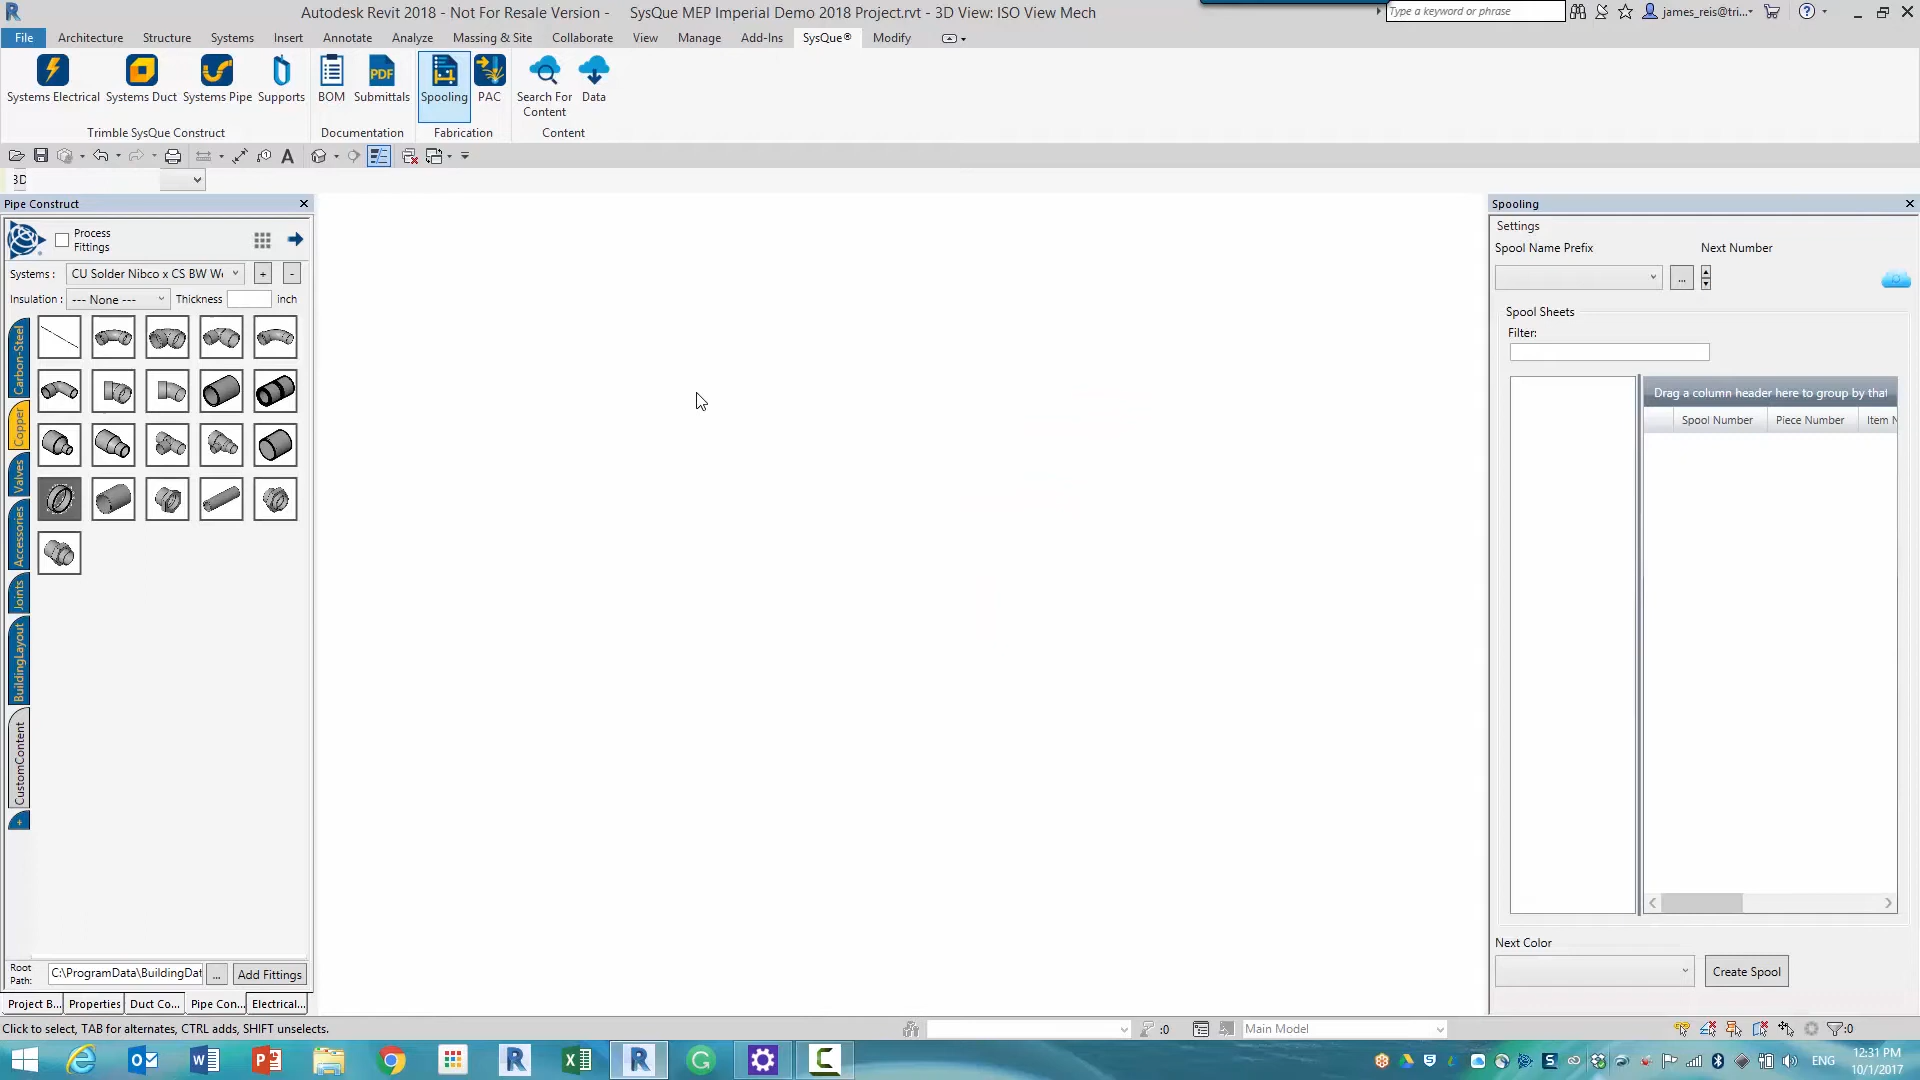 Autodesk Revit 2018 - Not For Resale Version - SysQue MEP Imperial Demo 2018 Project.rvt - 3D View: ISO View Mech
Type a keyword or phrase
james_reis@tri...
File Architecture Structure Systems Insert Annotate Analyze Massing & Site Collaborate View Manage Add-Ins SysQue® Modify
Systems Electrical Systems Duct Systems Pipe Supports BOM Submittals Spooling PAC Search For Content Data
Trimble SysQue Construct Documentation Fabrication Content
3D
Pipe Construct
Process Fittings
Systems : CU Solder Nibco x CS BW We + -
Insulation : --- None --- Thickness inch
Carbon-Steel
Copper
Valves
Accessories
Joints
BuildingLayout
CustomContent
+
Root Path: C:\ProgramData\BuildingDat ... Add Fittings
Project B... Properties Duct Co... Pipe Con... Electrical...
Spooling
Settings
Spool Name Prefix Next Number
...
Spool Sheets
Filter:
Drag a column header here to group by that
Spool Number Piece Number Item N
Next Color
Create Spool
Click to select, TAB for alternates, CTRL adds, SHIFT unselects.
:0 Main Model :0
ENG 12:31 PM
10/1/2017